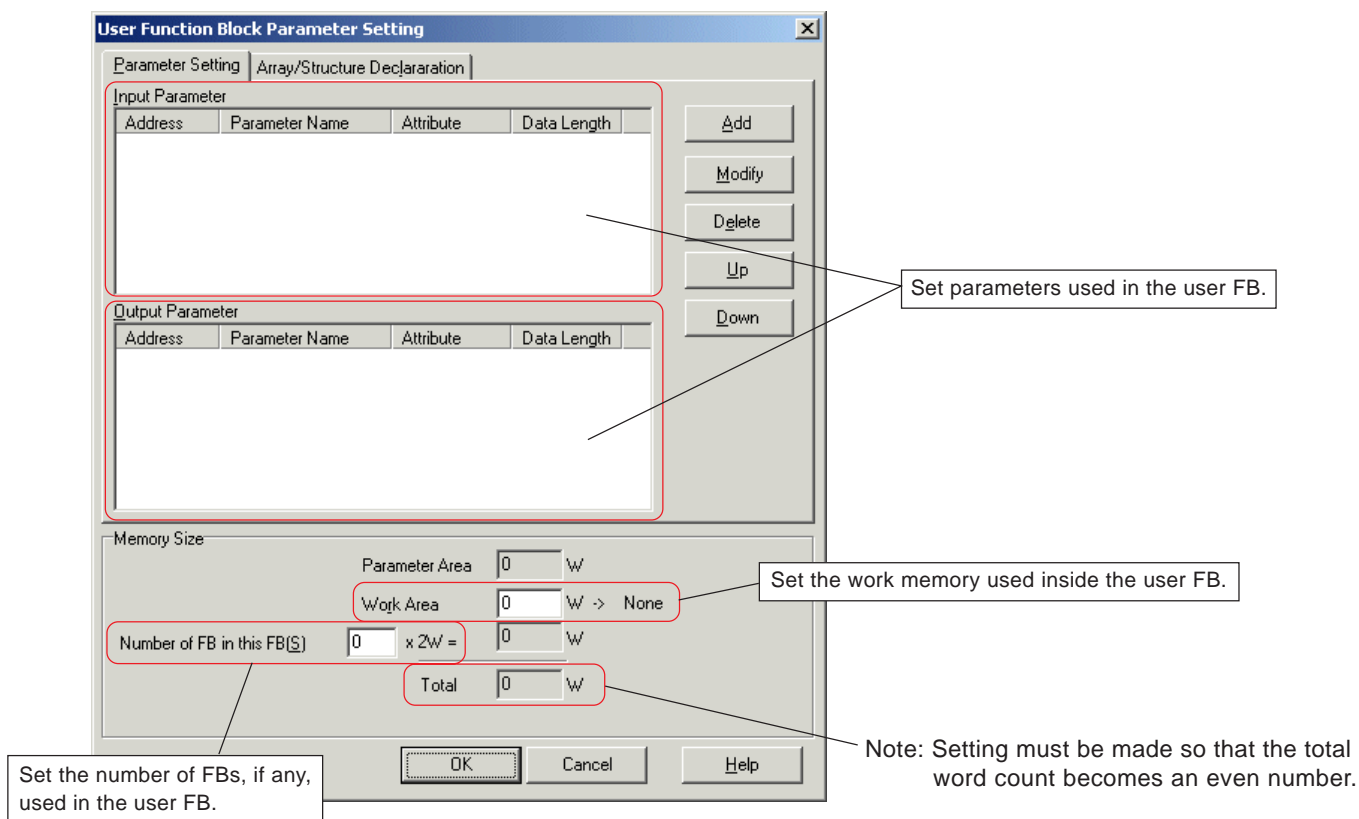 User Function Block Parameter Setting
Parameter Setting
Array/Structure Declararation
Input Parameter
Address Parameter Name Attribute Data Length
Add
Modify
Delete
Up
Down
Set parameters used in the user FB.
Output Parameter
Address Parameter Name Attribute Data Length
Memory Size
Parameter Area 0 W
Work Area 0 W -> None
Set the work memory used inside the user FB.
Number of FB in this FB(S) 0 x 2W = 0 W
Total 0 W
OK Cancel Help
Set the number of FBs, if any,
used in the user FB.
Note: Setting must be made so that the total
word count becomes an even number.